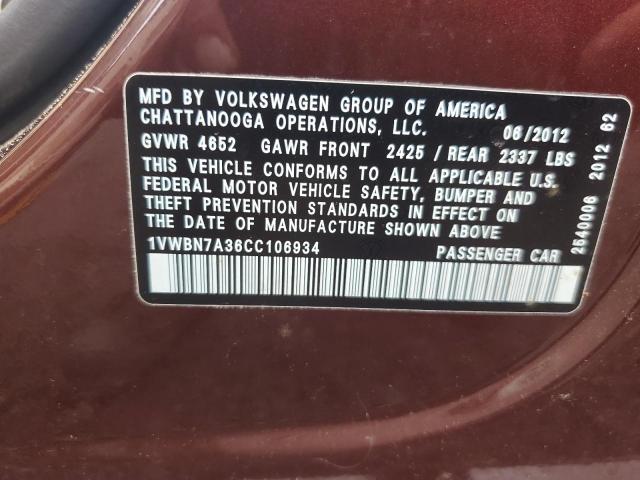 MFD BY VOLKSWAGEN GROUP OF AMERICA
CHATTANOOGA OPERATIONS, LLC. 06/2012
GVWR 4652 GAWR FRONT 2425 / REAR 2337 LBS
THIS VEHICLE CONFORMS TO ALL APPLICABLE U.S.
FEDERAL MOTOR VEHICLE SAFETY, BUMPER AND
THEFT PREVENTION STANDARDS IN EFFECT ON
THE DATE OF MANUFACTURE SHOWN ABOVE
1VWBN7A36CC106934 PASSENGER CAR
2540006 2012 62